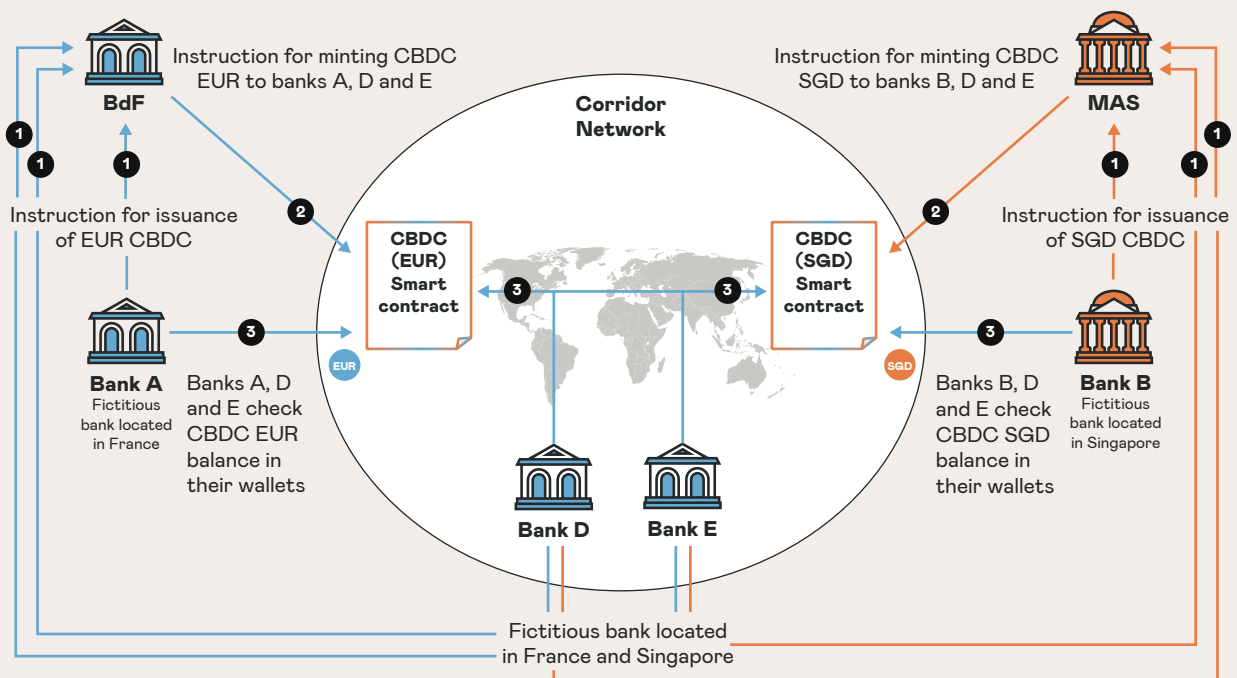 Instruction for minting CBDC
EUR to banks A, D and E
BdF
Instruction for minting CBDC
SGD to banks B, D and E
MAS
Corridor
Network
1
1
1
1
1
1
Instruction for issuance
of EUR CBDC
2
2
Instruction for issuance
of SGD CBDC
CBDC
(EUR)
Smart
contract
CBDC
(SGD)
Smart
contract
3
3
3
3
EUR
SGD
Bank A
Fictitious
bank located
in France
Banks A, D
and E check
CBDC EUR
balance in
their wallets
Banks B, D
and E check
CBDC SGD
balance in
their wallets
Bank B
Fictitious
bank located
in Singapore
Bank D
Bank E
Fictitious bank located
in France and Singapore